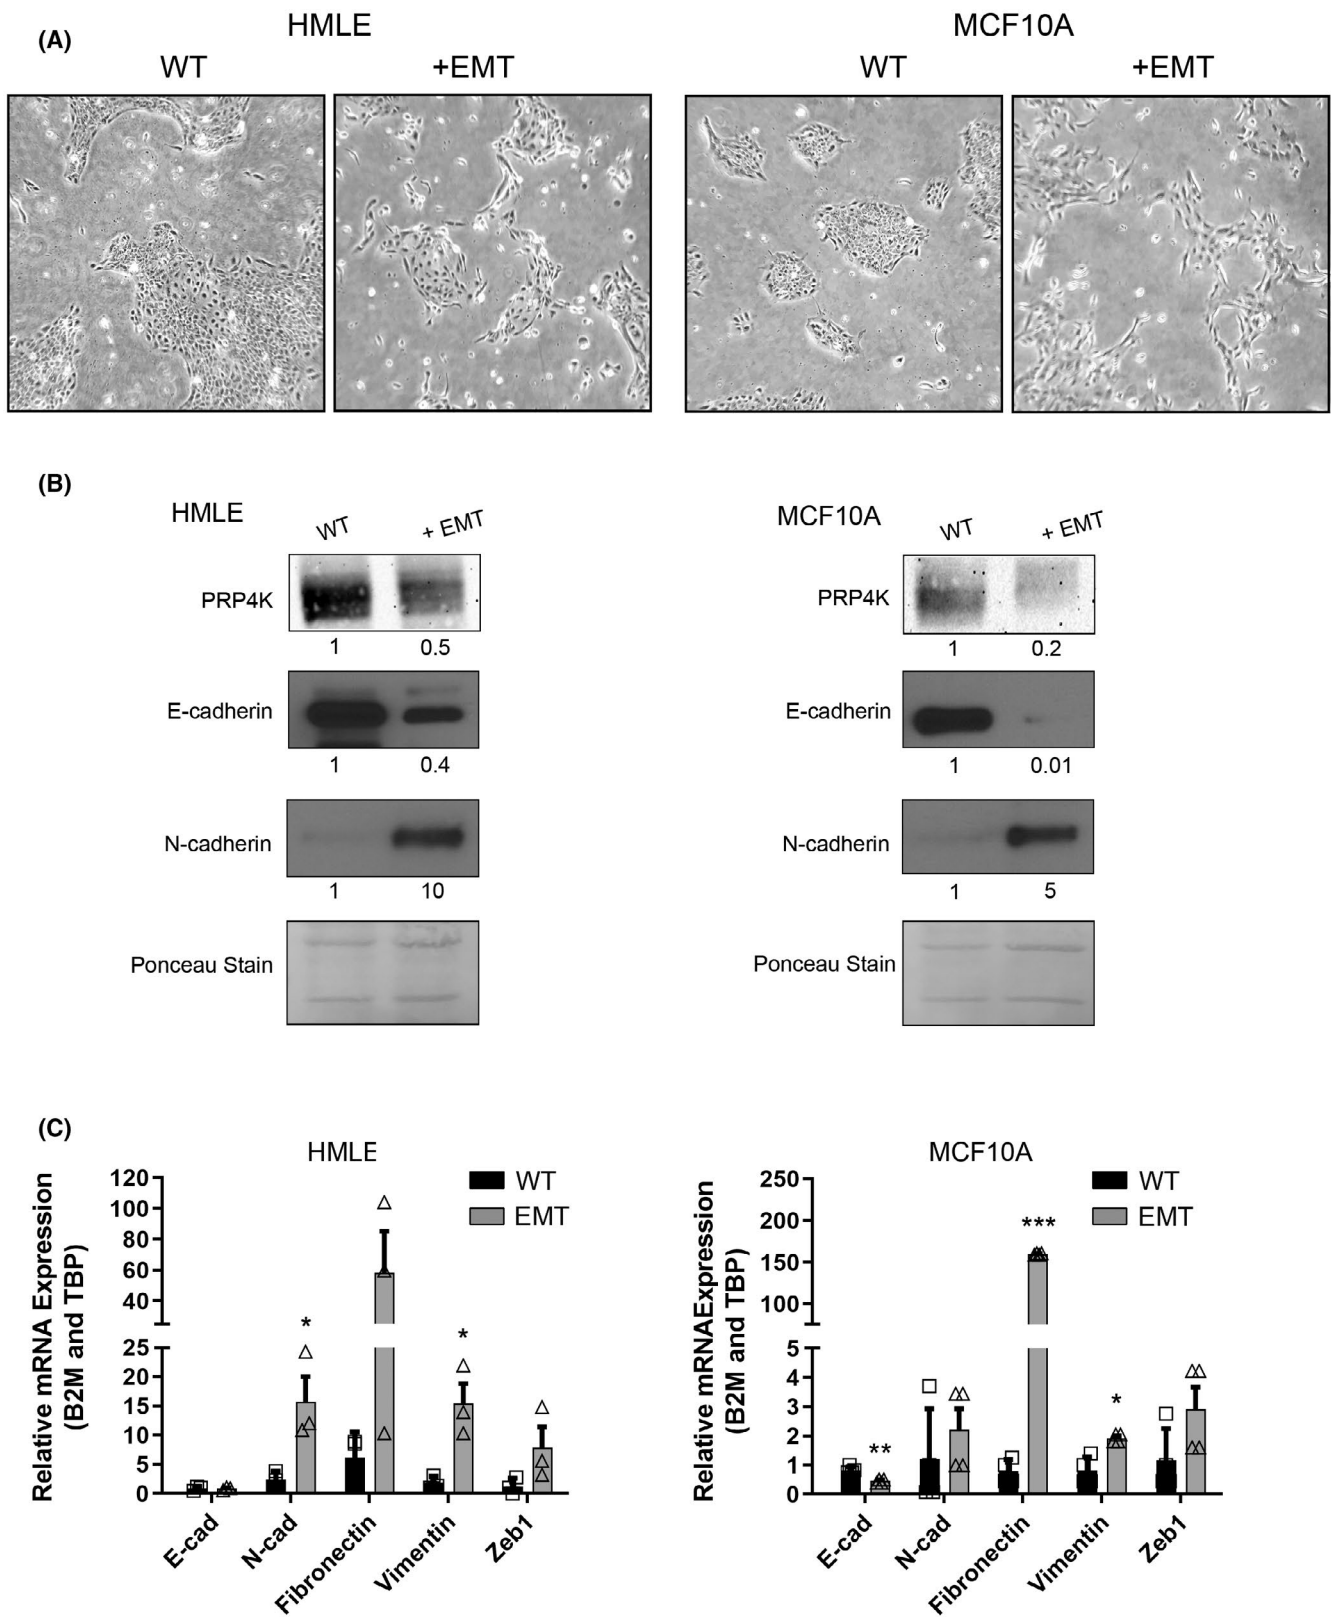 (A)
HMLE
MCF10A
WT
+EMT
WT
+EMT
(B)
HMLE
WT
+ EMT
PRP4K
1
0.5
E-cadherin
1
0.4
N-cadherin
1
10
Ponceau Stain
MCF10A
WT
+ EMT
PRP4K
1
0.2
E-cadherin
1
0.01
N-cadherin
1
5
Ponceau Stain
(C)
HMLE
WT
EMT
Relative mRNA Expression
(B2M and TBP)
120
100
80
60
40
25
20
15
10
5
0
*
*
E-cad
N-cad
Fibronectin
Vimentin
Zeb1
MCF10A
WT
EMT
Relative mRNAExpression
(B2M and TBP)
250
200
150
100
5
4
3
2
1
0
**
***
*
E-cad
N-cad
Fibronectin
Vimentin
Zeb1